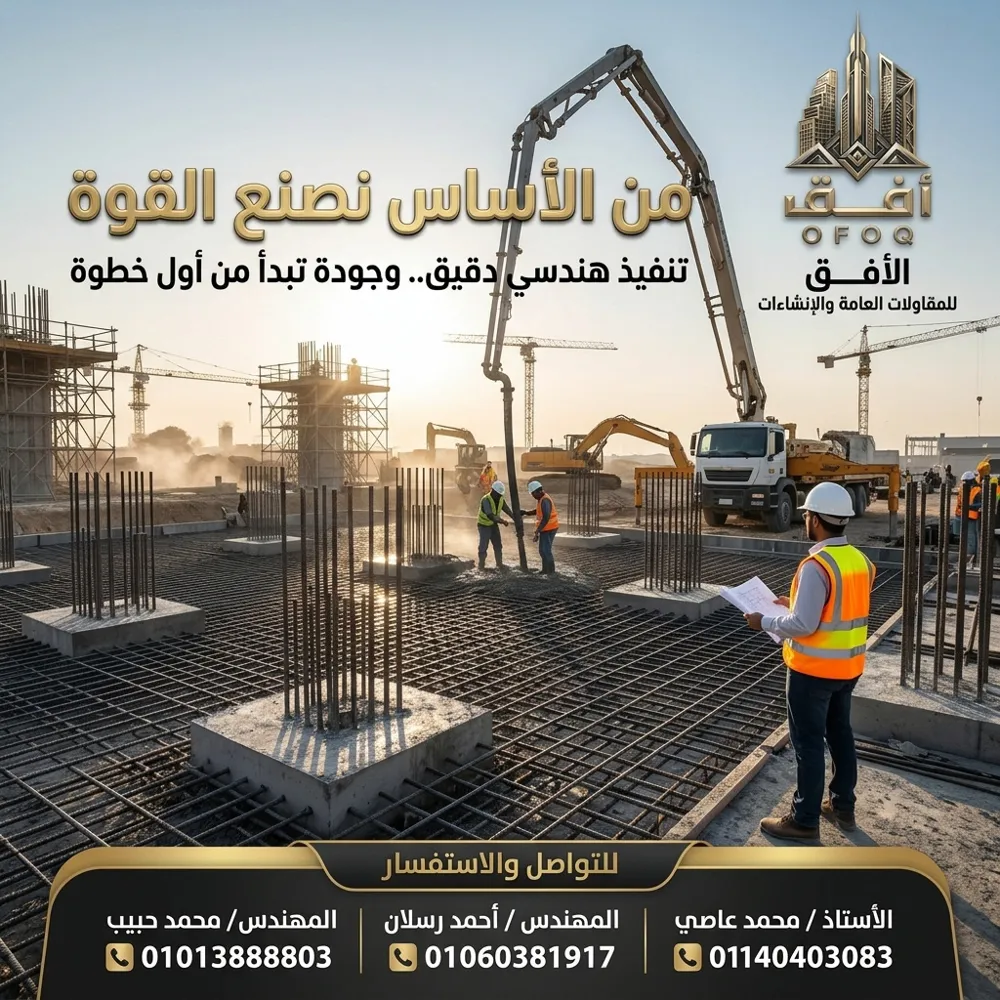 أفـــق
OFOQ
الأفـــق
للمقاولات العامة والإنشاءات
من الأساس نصنع القوة
تنفيذ هندسي دقيق.. وجودة تبدأ من أول خطوة
للتواصل والاستفسار
الأستاذ / محمد عاصي
01140403083
المهندس / أحمد رسلان
01060381917
المهندس/ محمد حبيب
01013888803